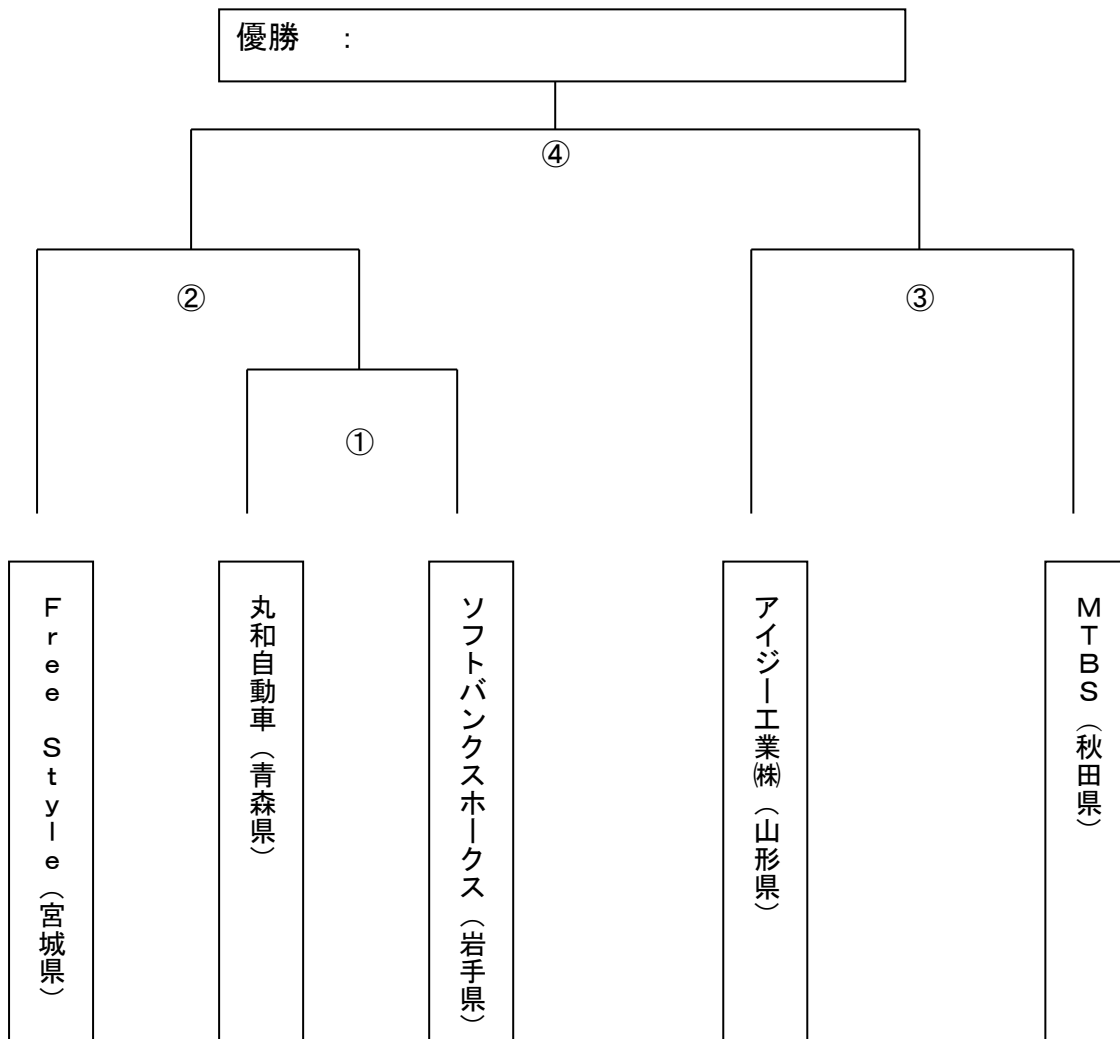 優勝　：
④
②
③
①
Ｆｒｅｅ　Ｓｔｙｌｅ（宮城県）
丸和自動車（青森県）
ソフトバンクスホークス（岩手県）
アイジー工業㈱（山形県）
ＭＴＢＳ（秋田県）